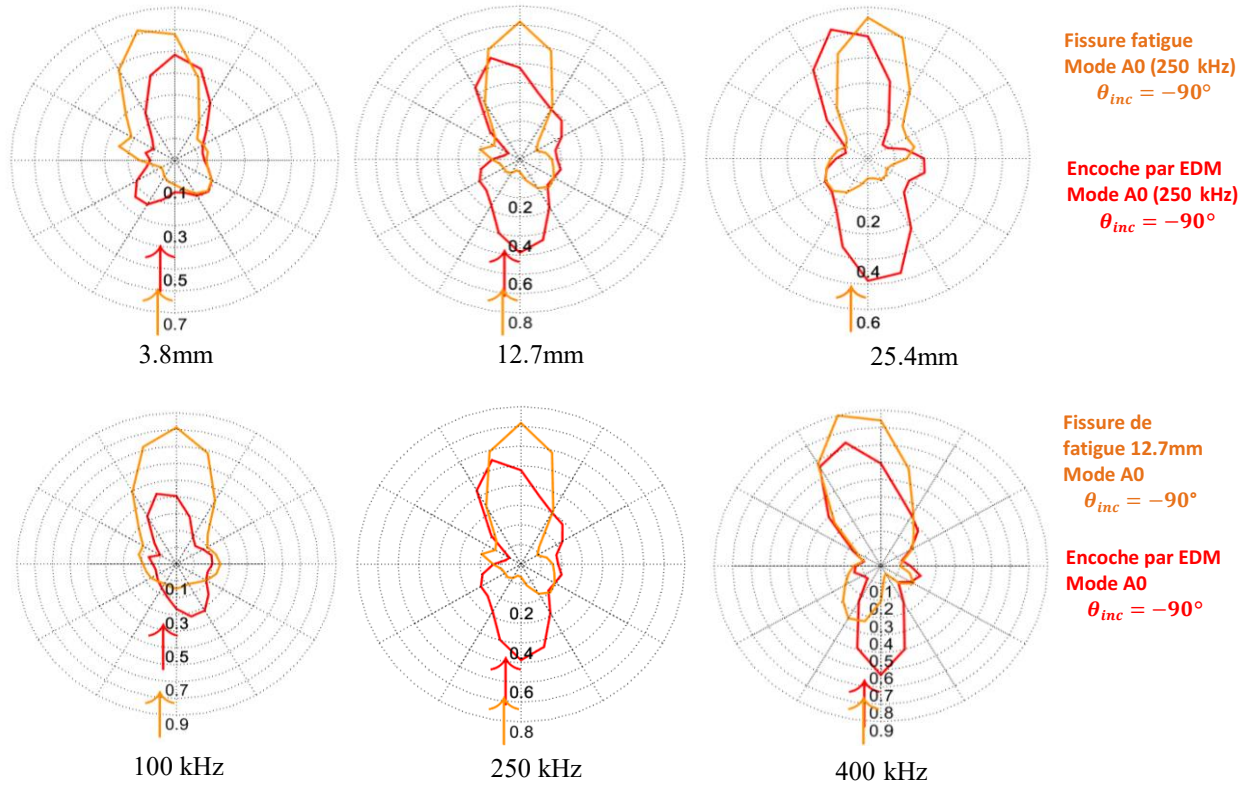 Fissure fatigue
Mode A0 (250 kHz)
θ_inc = −90°
Encoche par EDM
Mode A0 (250 kHz)
θ_inc = −90°
0.1
0.3
0.5
0.7
3.8mm
0.2
0.4
0.6
0.8
12.7mm
0.2
0.4
0.6
25.4mm
Fissure de
fatigue 12.7mm
Mode A0
θ_inc = −90°
Encoche par EDM
Mode A0
θ_inc = −90°
0.1
0.3
0.5
0.7
0.9
100 kHz
0.2
0.4
0.6
0.8
250 kHz
0.1
0.2
0.3
0.4
0.5
0.6
0.7
0.8
0.9
400 kHz